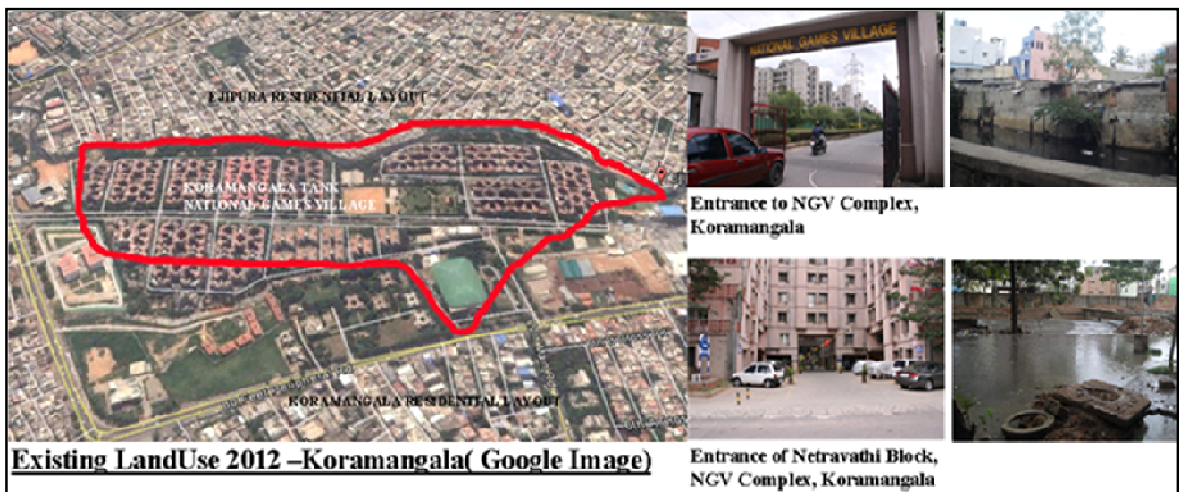 EJIPURA RESIDENTIAL LAYOUT
KORAMANGALA TANK
NATIONAL GAMES VILLAGE
KORAMANGALA RESIDENTIAL LAYOUT
Existing LandUse 2012 –Koramangala( Google Image)
NATIONAL GAMES VILLAGE
Entrance to NGV Complex,
Koramangala
Entrance of Netravathi Block,
NGV Complex, Koramangala